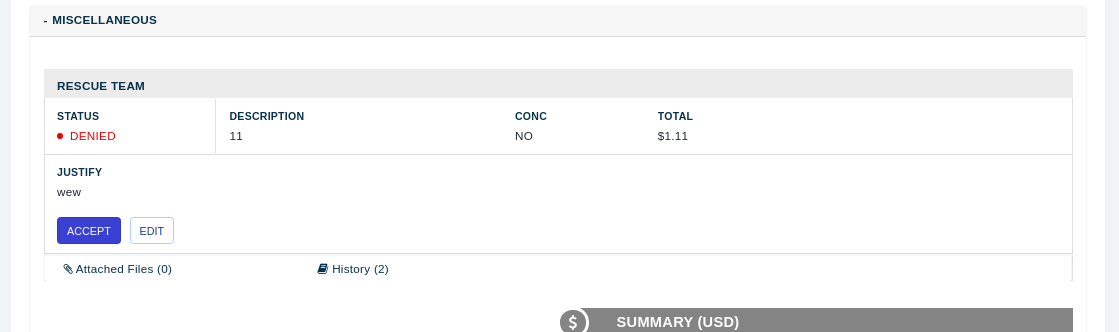 - MISCELLANEOUS
RESCUE TEAM
STATUS DESCRIPTION CONC TOTAL
DENIED 11 NO $1.11
JUSTIFY
wew
ACCEPT EDIT
Attached Files (0) History (2)
$ SUMMARY (USD)